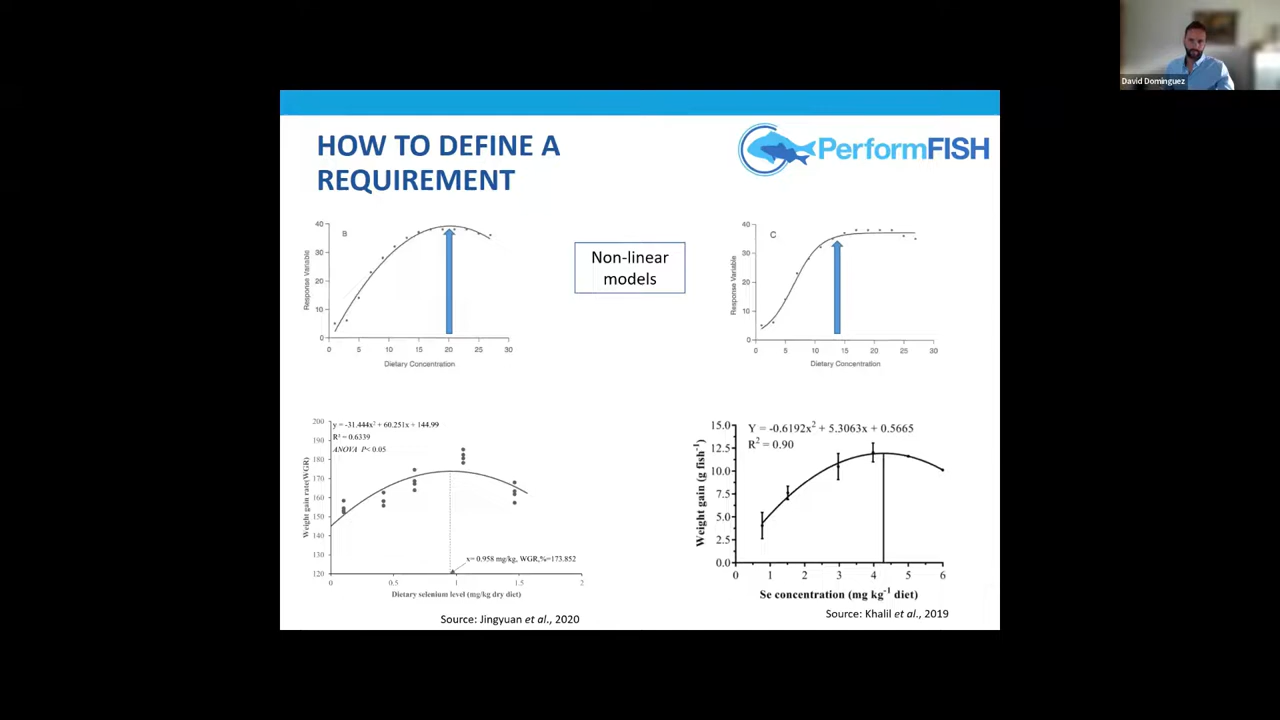 David Dominguez
HOW TO DEFINE A
REQUIREMENT
PerformFISH
B
40
30
20
10
0
Response Variable
0 5 10 15 20 25 30
Dietary Concentration
Non-linear
models
C
40
30
20
10
0
Response Variable
0 5 10 15 20 25 30
Dietary Concentration
y = -31.444x² + 60.251x + 144.99
R² = 0.6339
ANOVA P< 0.05
200
190
180
170
160
150
140
130
120
Weight gain rate(WGR)
x= 0.958 mg/kg, WGR,%=173.852
0 0.5 1 1.5 2
Dietary selenium level (mg/kg dry diet)
Source: Jingyuan et al., 2020
Y = -0.6192x² + 5.3063x + 0.5665
R² = 0.90
15.0
12.5
10.0
7.5
5.0
2.5
0.0
Weight gain (g fish⁻¹)
0 1 2 3 4 5 6
Se concentration (mg kg⁻¹ diet)
Source: Khalil et al., 2019